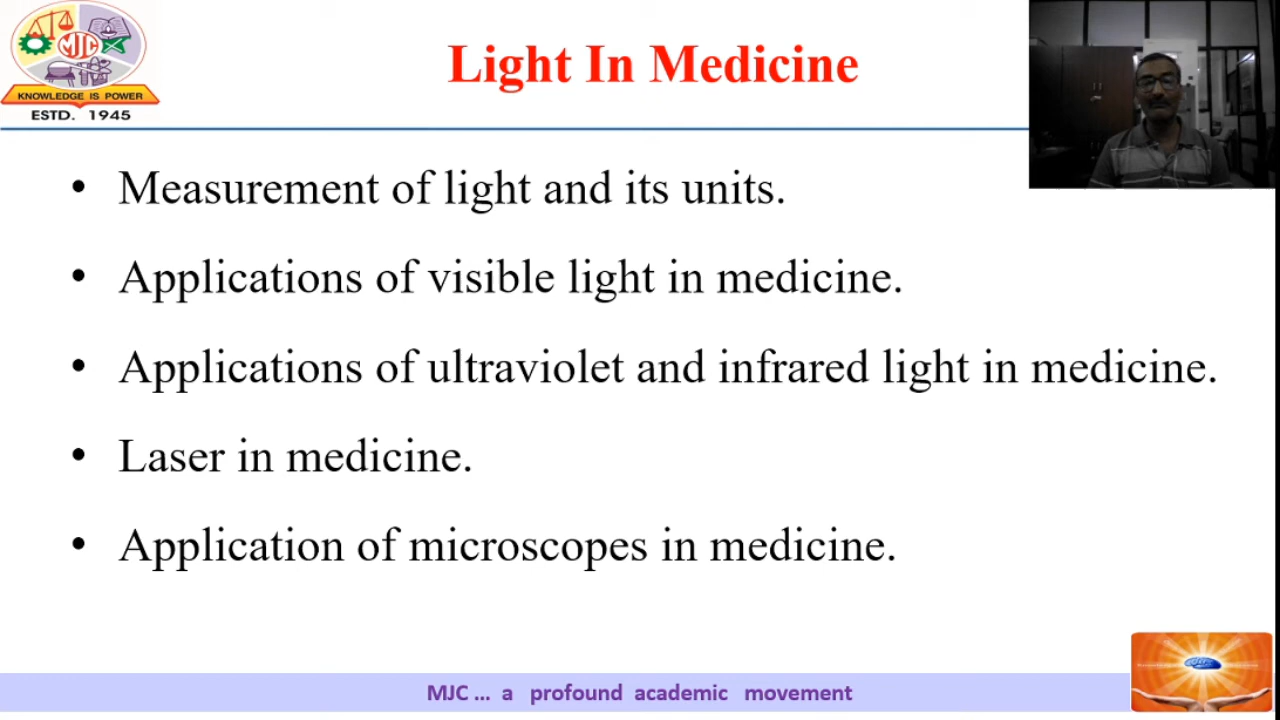 MJC
KNOWLEDGE IS POWER
ESTD. 1945
Light In Medicine
• Measurement of light and its units.
• Applications of visible light in medicine.
• Applications of ultraviolet and infrared light in medicine.
• Laser in medicine.
• Application of microscopes in medicine.
MJC ... a profound academic movement